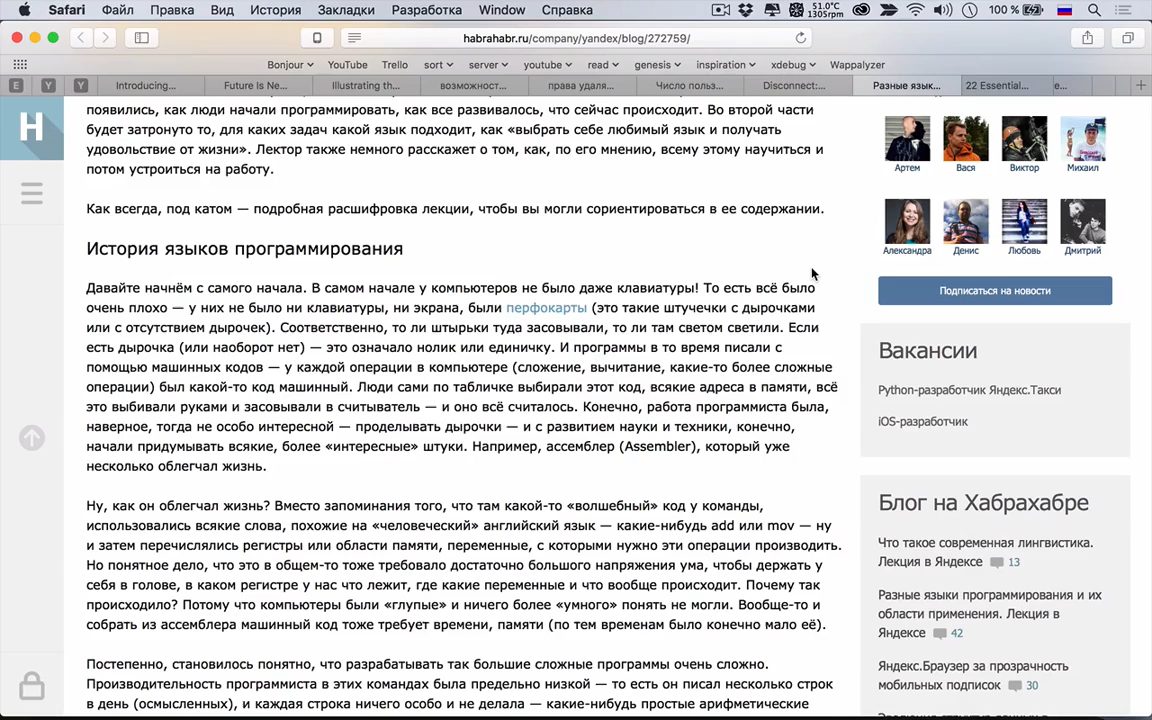 Safari Файл Правка Вид История Закладки Разработка Window Справка 51.0°C 1305rpm 100 %
habrahabr.ru/company/yandex/blog/272759/
Bonjour YouTube Trello sort server youtube read genesis inspiration xdebug Wappalyzer
E Y Y Introducing... Future Is Ne... Illustrating th... возможност... права удаля... Число польз... Disconnect:... Разные язык... 22 Essential... e...
H
появились, как люди начали программировать, как все развивалось, что сейчас происходит. Во второй части
будет затронуто то, для каких задач какой язык подходит, как «выбрать себе любимый язык и получать
удовольствие от жизни». Лектор также немного расскажет о том, как, по его мнению, всему этому научиться и
потом устроиться на работу.
Как всегда, под катом — подробная расшифровка лекции, чтобы вы могли сориентироваться в ее содержании.
История языков программирования
Давайте начнём с самого начала. В самом начале у компьютеров не было даже клавиатуры! То есть всё было
очень плохо — у них не было ни клавиатуры, ни экрана, были перфокарты (это такие штучечки с дырочками
или с отсутствием дырочек). Соответственно, то ли штырьки туда засовывали, то ли там светом светили. Если
есть дырочка (или наоборот нет) — это означало нолик или единичку. И программы в то время писали с
помощью машинных кодов — у каждой операции в компьютере (сложение, вычитание, какие-то более сложные
операции) был какой-то код машинный. Люди сами по табличке выбирали этот код, всякие адреса в памяти, всё
это выбивали руками и засовывали в считыватель — и оно всё считалось. Конечно, работа программиста была,
наверное, тогда не особо интересной — проделывать дырочки — и с развитием науки и техники, конечно,
начали придумывать всякие, более «интересные» штуки. Например, ассемблер (Assembler), который уже
несколько облегчал жизнь.
Ну, как он облегчал жизнь? Вместо запоминания того, что там какой-то «волшебный» код у команды,
использовались всякие слова, похожие на «человеческий» английский язык — какие-нибудь add или mov — ну
и затем перечислялись регистры или области памяти, переменные, с которыми нужно эти операции производить.
Но понятное дело, что это в общем-то тоже требовало достаточно большого напряжения ума, чтобы держать у
себя в голове, в каком регистре у нас что лежит, где какие переменные и что вообще происходит. Почему так
происходило? Потому что компьютеры были «глупые» и ничего более «умного» понять не могли. Вообще-то и
собрать из ассемблера машинный код тоже требует времени, памяти (по тем временам было конечно мало её).
Постепенно, становилось понятно, что разрабатывать так большие сложные программы очень сложно.
Производительность программиста в этих командах была предельно низкой — то есть он писал несколько строк
в день (осмысленных), и каждая строка ничего особо и не делала — какие-нибудь простые арифметические
Артем Вася Виктор Михаил
Александра Денис Любовь Дмитрий
Подписаться на новости
Вакансии
Python-разработчик Яндекс.Такси
iOS-разработчик
Блог на Хабрахабре
Что такое современная лингвистика.
Лекция в Яндексе 13
Разные языки программирования и их
области применения. Лекция в
Яндексе 42
Яндекс.Браузер за прозрачность
мобильных подписок 30